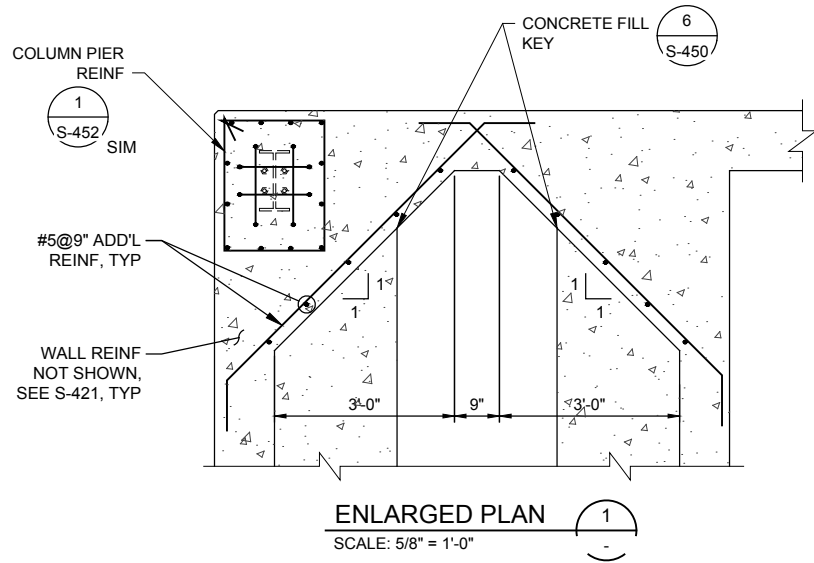 CONCRETE FILL
KEY
6
S-450
COLUMN PIER
REINF
1
S-452
SIM
#5@9" ADD'L
REINF, TYP
1
1
1
1
WALL REINF
NOT SHOWN,
SEE S-421, TYP
3'-0"
9"
3'-0"
ENLARGED PLAN
1
-
SCALE: 5/8" = 1'-0"